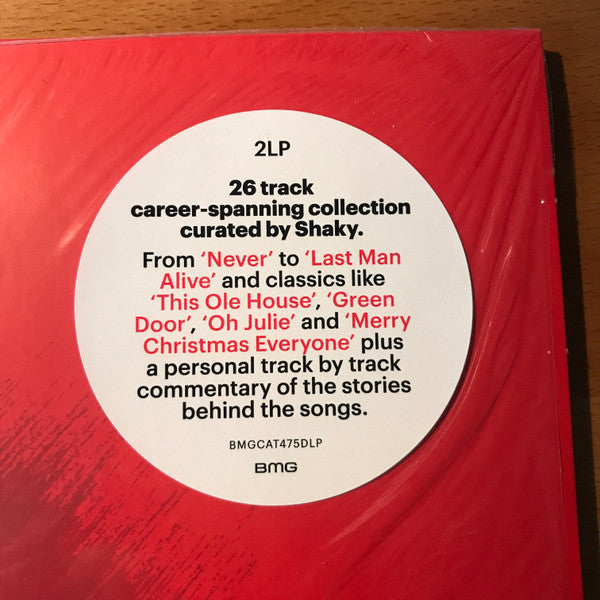 2LP
26 track
career-spanning collection
curated by Shaky.
From ‘Never’ to ‘Last Man
Alive’ and classics like
‘This Ole House’, ‘Green
Door’, ‘Oh Julie’ and ‘Merry
Christmas Everyone’ plus
a personal track by track
commentary of the stories
behind the songs.
BMGCAT475DLP
BMG